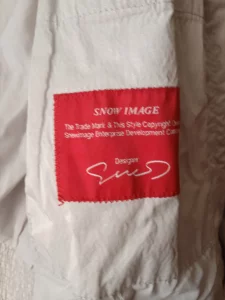 SNOW IMAGE
The Trade Mark & This Style Copyright
Snowimage Enterprise Development
Designer